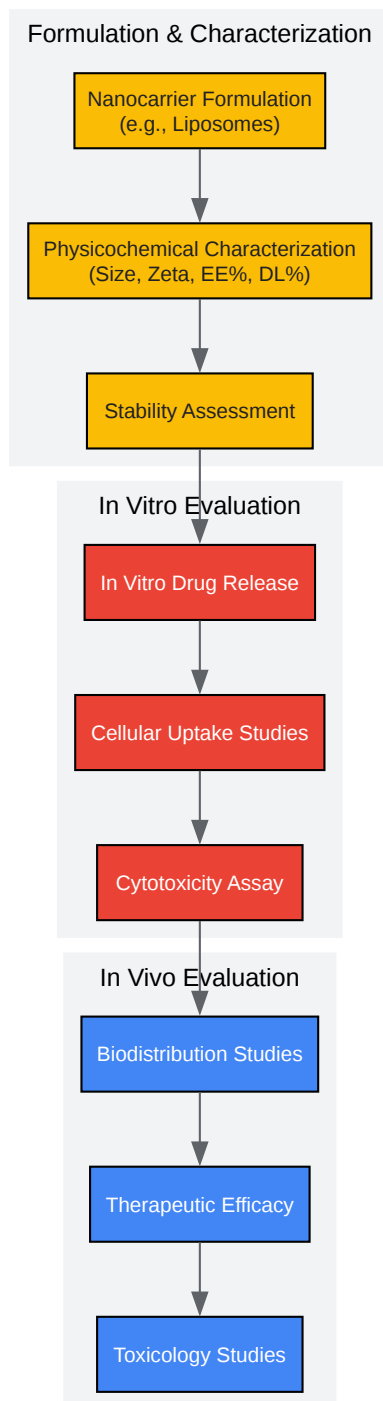 Formulation & Characterization
Nanocarrier Formulation
(e.g., Liposomes)
Physicochemical Characterization
(Size, Zeta, EE%, DL%)
Stability Assessment
In Vitro Evaluation
In Vitro Drug Release
Cellular Uptake Studies
Cytotoxicity Assay
In Vivo Evaluation
Biodistribution Studies
Therapeutic Efficacy
Toxicology Studies